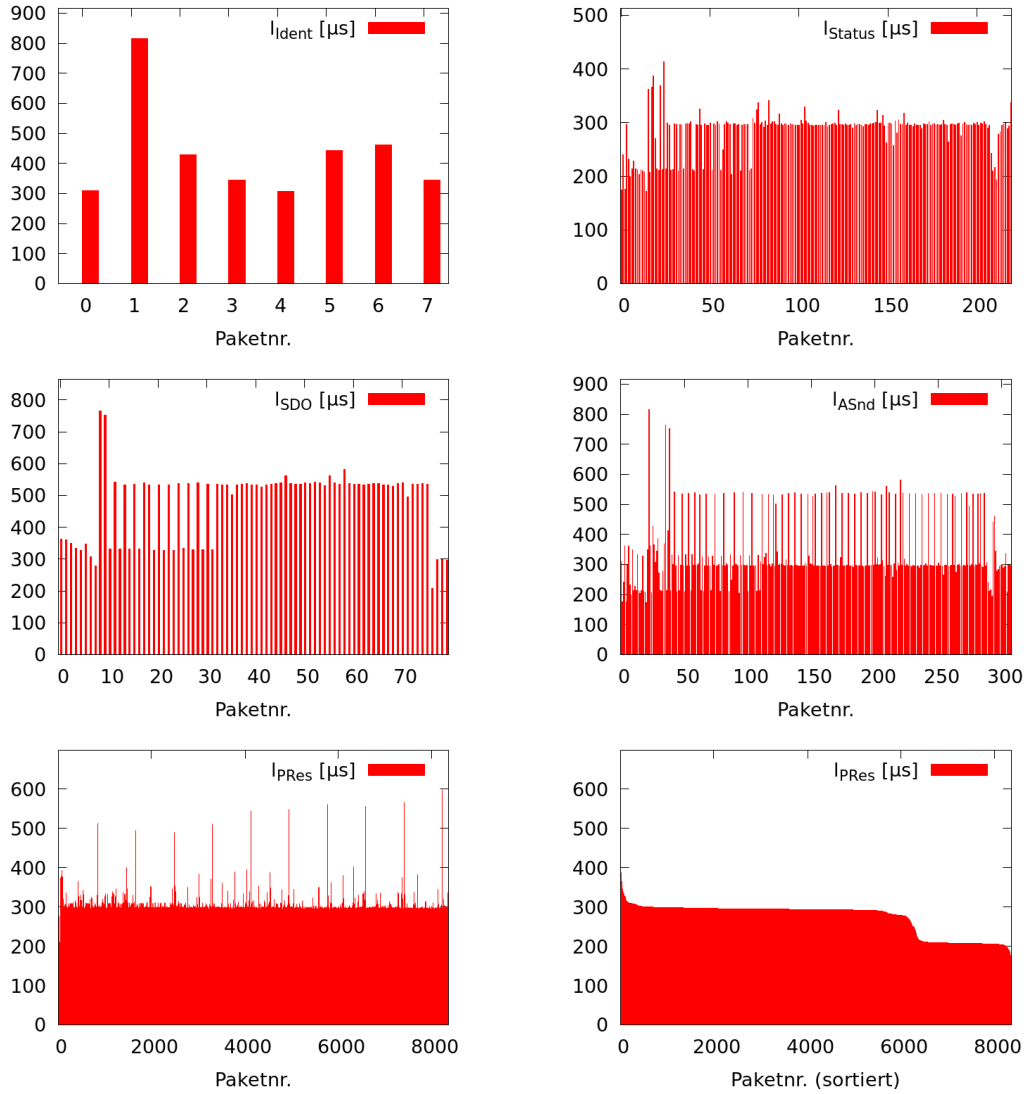 I_Ident [µs]
900
800
700
600
500
400
300
200
100
0
0 1 2 3 4 5 6 7
Paketnr.
I_Status [µs]
500
400
300
200
100
0
0 50 100 150 200
Paketnr.
I_SDO [µs]
800
700
600
500
400
300
200
100
0
0 10 20 30 40 50 60 70
Paketnr.
I_ASnd [µs]
900
800
700
600
500
400
300
200
100
0
0 50 100 150 200 250 300
Paketnr.
I_PRes [µs]
600
500
400
300
200
100
0
0 2000 4000 6000 8000
Paketnr.
I_PRes [µs]
600
500
400
300
200
100
0
0 2000 4000 6000 8000
Paketnr. (sortiert)